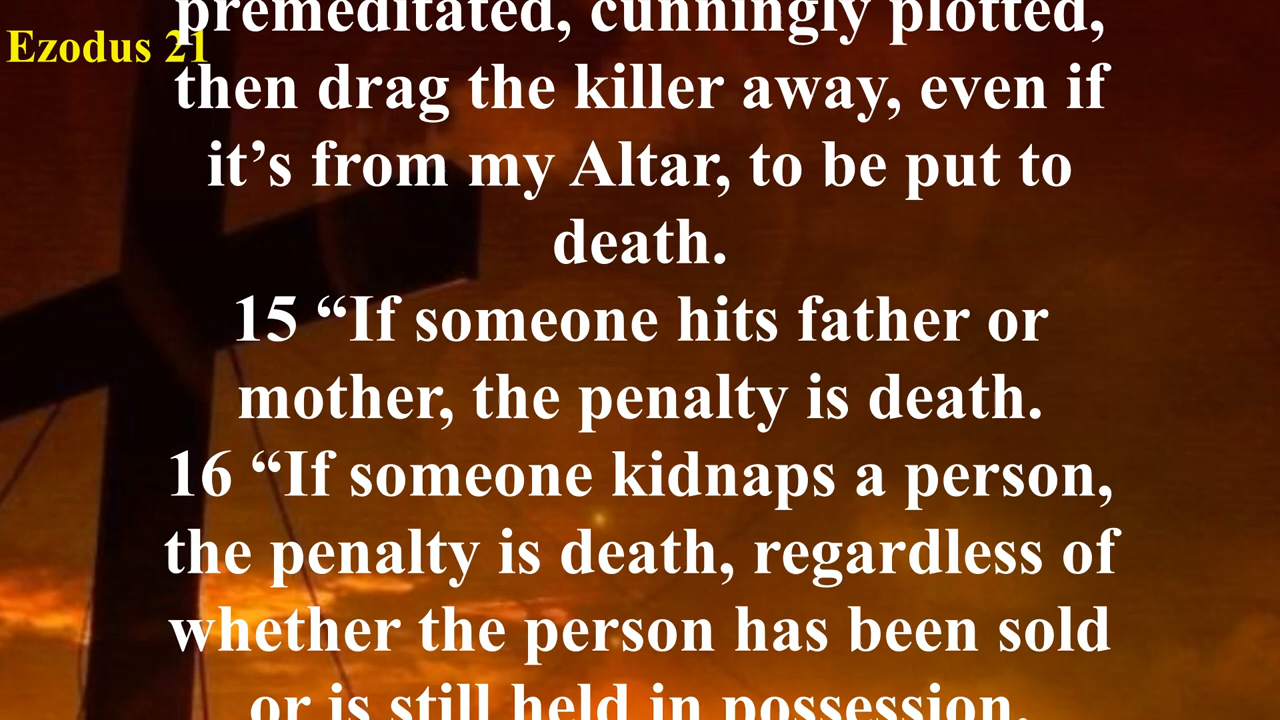 premeditated, cunningly plotted,
Ezodus 21
then drag the killer away, even if
it’s from my Altar, to be put to
death.
15 “If someone hits father or
mother, the penalty is death.
16 “If someone kidnaps a person,
the penalty is death, regardless of
whether the person has been sold
or is still held in possession.